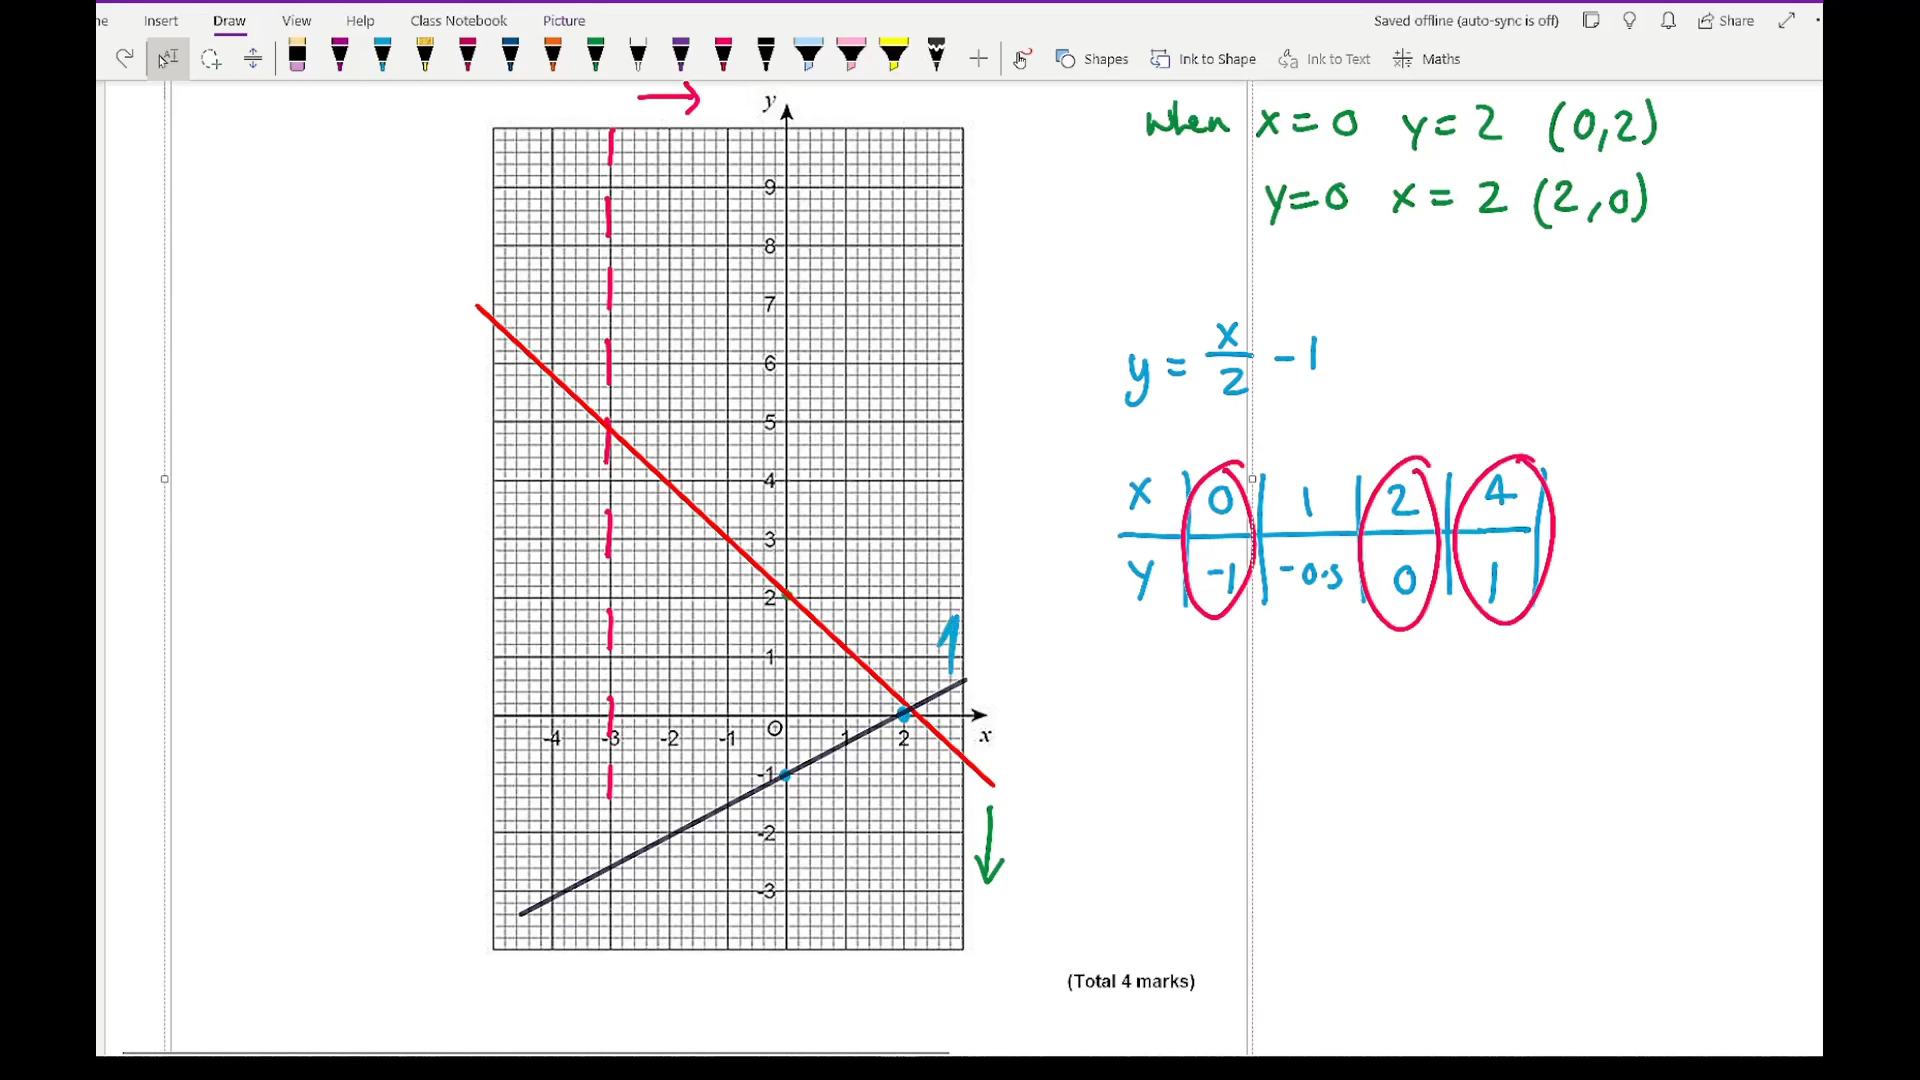 ne Insert Draw View Help Class Notebook Picture Saved offline (auto-sync is off) Share
Shapes Ink to Shape Ink to Text Maths
y
9
8
7
6
5
4
3
2
1
O
-4 -3 -2 -1 1 2 x
-1
-2
-3
when x = 0 y = 2 (0,2)
y=0 x = 2 (2,0)
y = x/2 - 1
x 0 1 2 4
y -1 -0.5 0 1
(Total 4 marks)